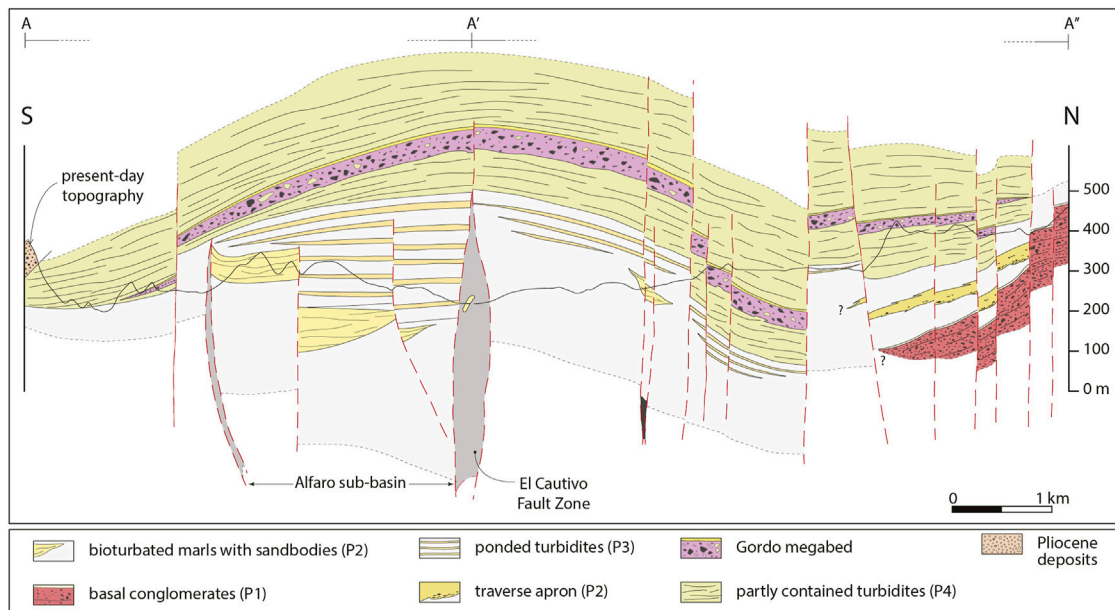 A A' A"
S N
present-day
topography
500
400
300
200
100
0 m
?
?
Alfaro sub-basin
El Cautivo
Fault Zone
0 1 km
bioturbated marls with sandbodies (P2)
ponded turbidites (P3)
Gordo megabed
Pliocene
deposits
basal conglomerates (P1)
traverse apron (P2)
partly contained turbidites (P4)